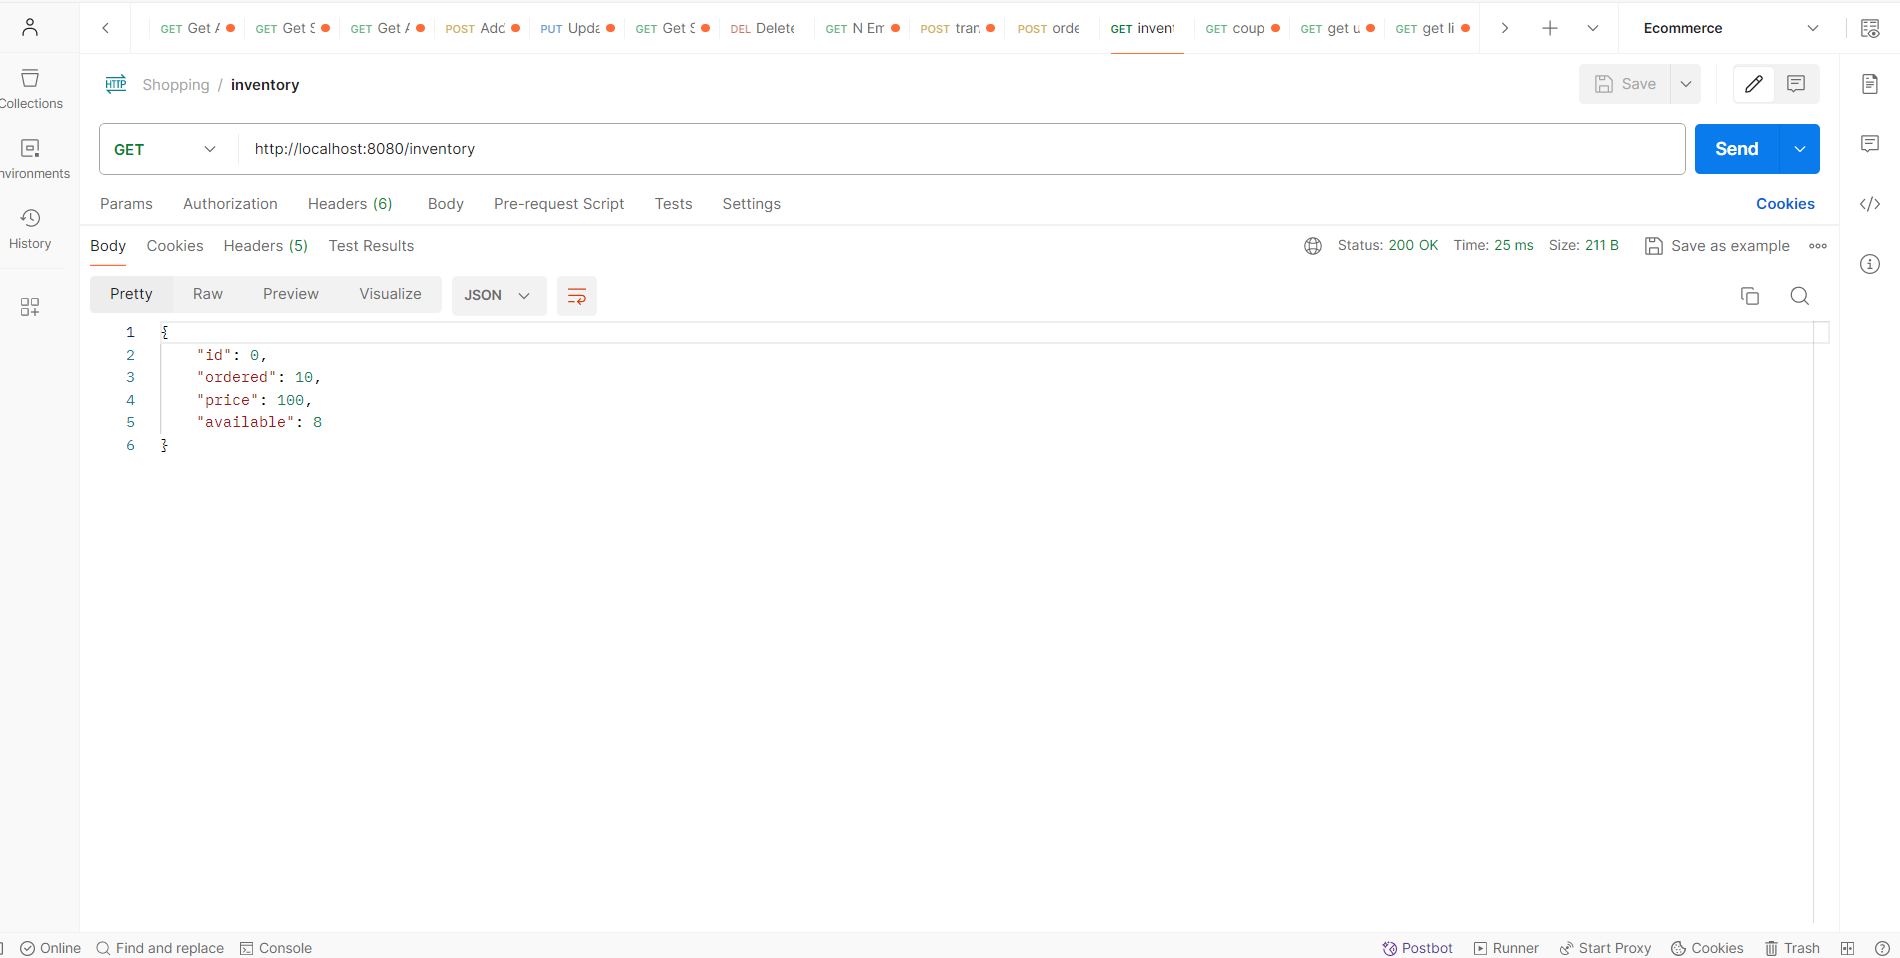 GET Get A GET Get S GET Get A POST Add PUT Upda GET Get S DEL Delete GET N Em POST tran POST orde GET invent GET coup GET get u GET get li Ecommerce
Collections
nvironments
History
HTTP Shopping / inventory Save
GET http://localhost:8080/inventory Send
Params Authorization Headers (6) Body Pre-request Script Tests Settings Cookies
Body Cookies Headers (5) Test Results Status: 200 OK Time: 25 ms Size: 211 B Save as example
Pretty Raw Preview Visualize JSON
1 {
2 "id": 0,
3 "ordered": 10,
4 "price": 100,
5 "available": 8
6 }
Online Find and replace Console Postbot Runner Start Proxy Cookies Trash